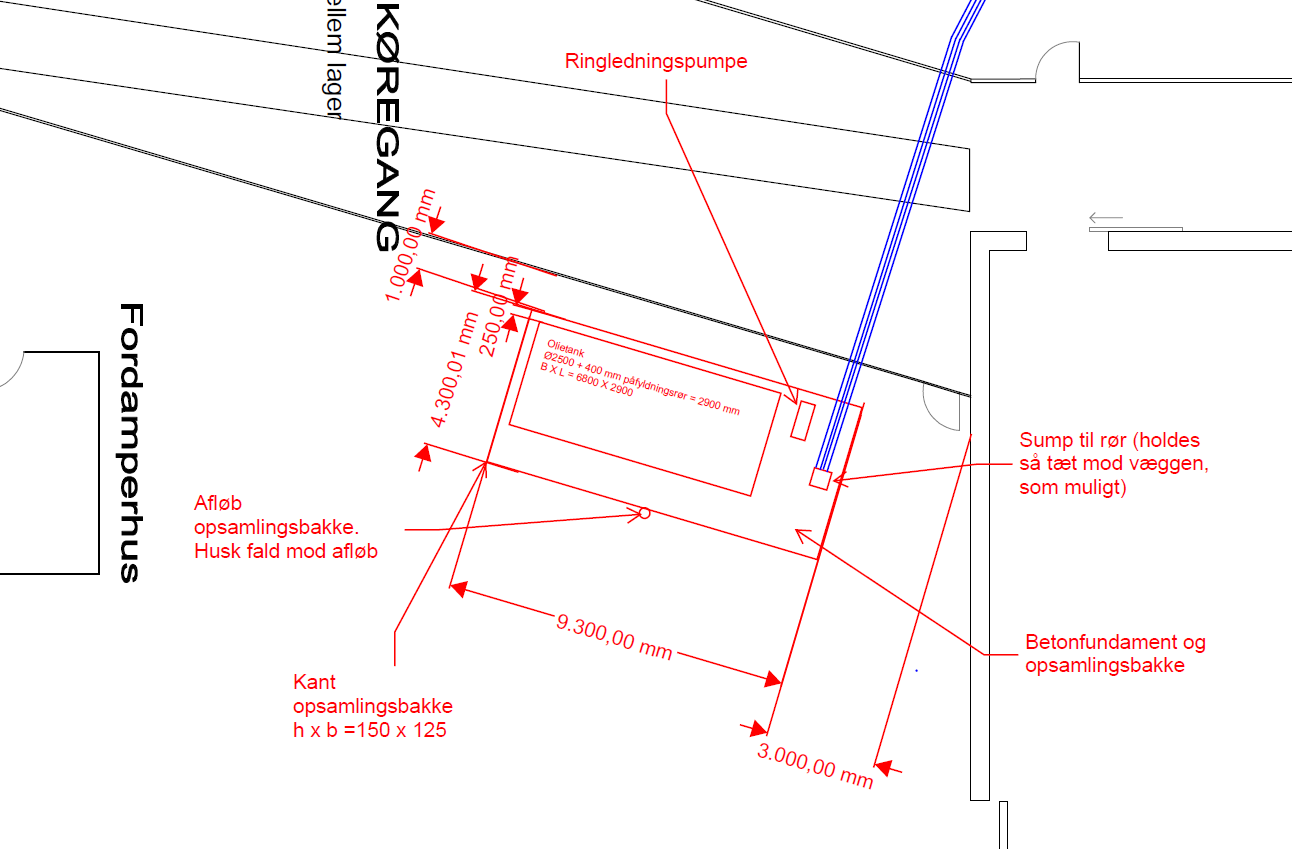 KØREGANG
ellem lager
Ringledningspumpe
1.000,00 mm
250,00 mm
4.300,01 mm
Fordamperhus
Olietank
Ø2500 + 400 mm påfyldningsrør = 2900 mm
B X L = 6800 X 2900
Sump til rør (holdes
så tæt mod væggen,
som muligt)
Afløb
opsamlingsbakke.
Husk fald mod afløb
9.300,00 mm
Betonfundament og
opsamlingsbakke
Kant
opsamlingsbakke
h x b =150 x 125
3.000,00 mm